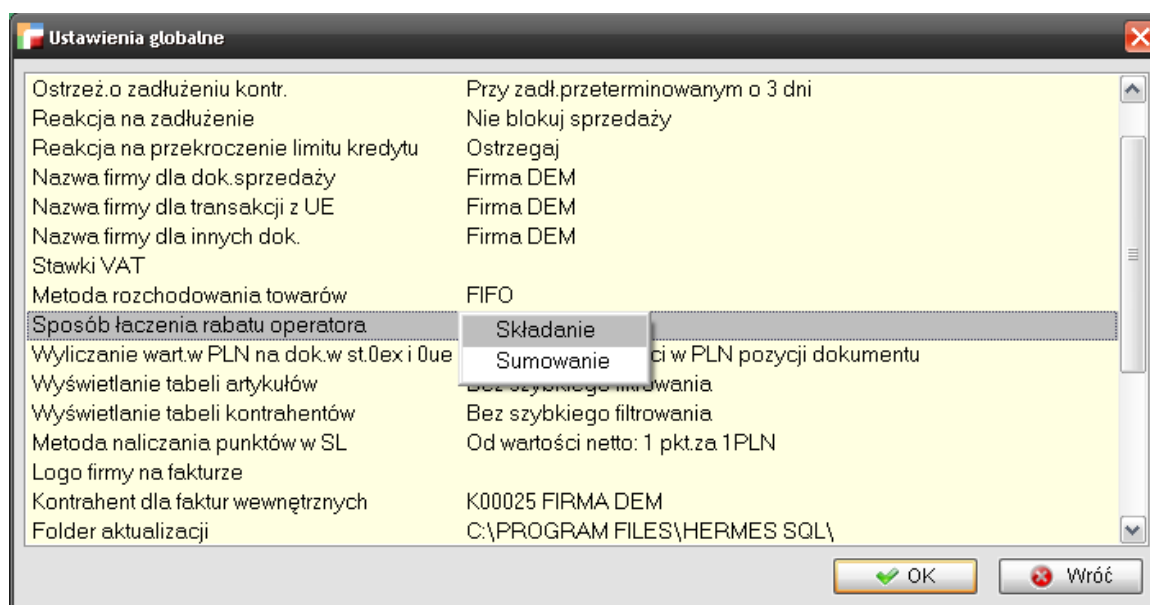 Ustawienia globalne
Ostrzeż.o zadłużeniu kontr. Przy zadł.przeterminowanym o 3 dni
Reakcja na zadłużenie Nie blokuj sprzedaży
Reakcja na przekroczenie limitu kredytu Ostrzegaj
Nazwa firmy dla dok.sprzedaży Firma DEM
Nazwa firmy dla transakcji z UE Firma DEM
Nazwa firmy dla innych dok. Firma DEM
Stawki VAT
Metoda rozchodowania towarów FIFO
Sposób łaczenia rabatu operatora Składanie
Wyliczanie wart.w PLN na dok.w st.0ex i 0ue Sumowanie ci w PLN pozycji dokumentu
Wyświetlanie tabeli artykułów Bez szybkiego filtrowania
Wyświetlanie tabeli kontrahentów Bez szybkiego filtrowania
Metoda naliczania punktów w SL Od wartości netto: 1 pkt.za 1PLN
Logo firmy na fakturze
Kontrahent dla faktur wewnętrznych K00025 FIRMA DEM
Folder aktualizacji C:\PROGRAM FILES\HERMES SQL\
OK Wróć